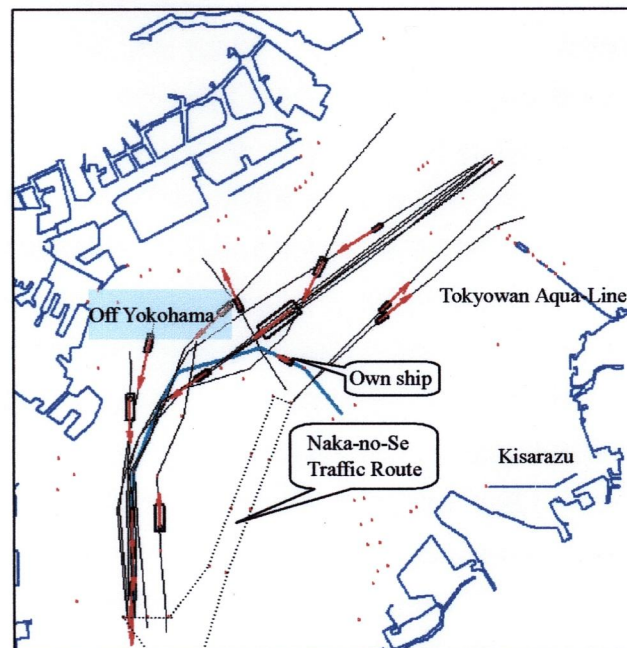 Tokyowan Aqua-Line
Off Yokohama
Own ship
Naka-no-Se
Traffic Route
Kisarazu